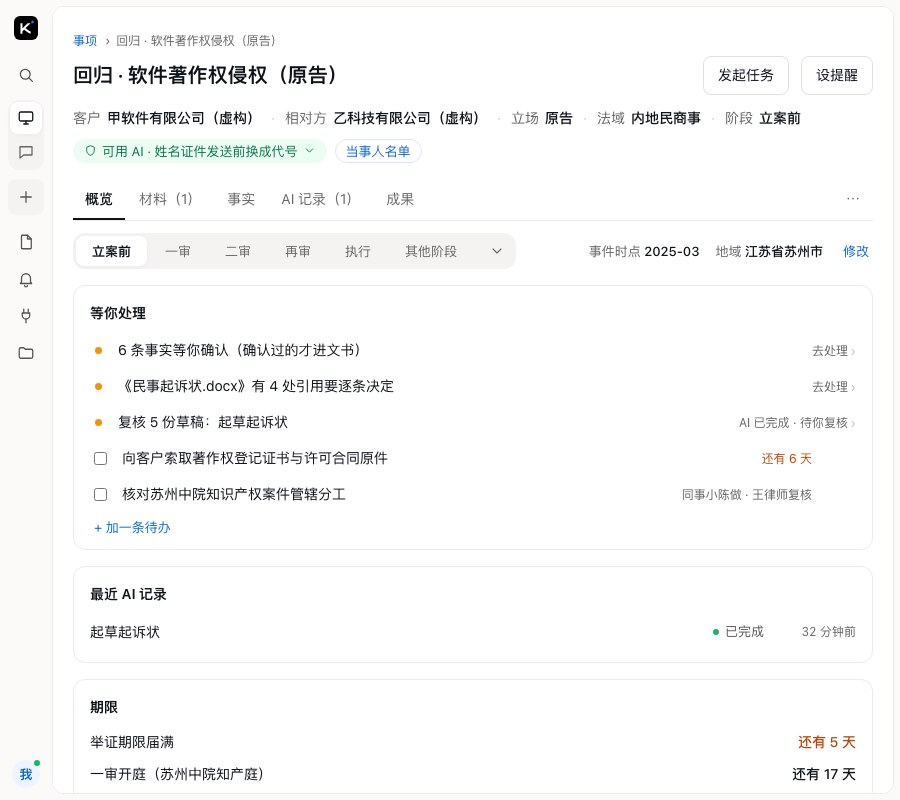 K
事项 › 回归 · 软件著作权侵权（原告）
回归 · 软件著作权侵权（原告）
发起任务
设提醒
客户 甲软件有限公司（虚构） · 相对方 乙科技有限公司（虚构） · 立场 原告 · 法域 内地民商事 · 阶段 立案前
可用 AI · 姓名证件发送前换成代号
当事人名单
概览 材料（1） 事实 AI 记录（1） 成果 ···
立案前 一审 二审 再审 执行 其他阶段
事件时点 2025-03 地域 江苏省苏州市 修改
等你处理
6 条事实等你确认（确认过的才进文书） 去处理 ›
《民事起诉状.docx》有 4 处引用要逐条决定 去处理 ›
复核 5 份草稿：起草起诉状 AI 已完成 · 待你复核 ›
向客户索取著作权登记证书与许可合同原件 还有 6 天
核对苏州中院知识产权案件管辖分工 同事小陈做 · 王律师复核
+ 加一条待办
最近 AI 记录
起草起诉状 已完成 32 分钟前
期限
举证期限届满 还有 5 天
一审开庭（苏州中院知产庭） 还有 17 天
我